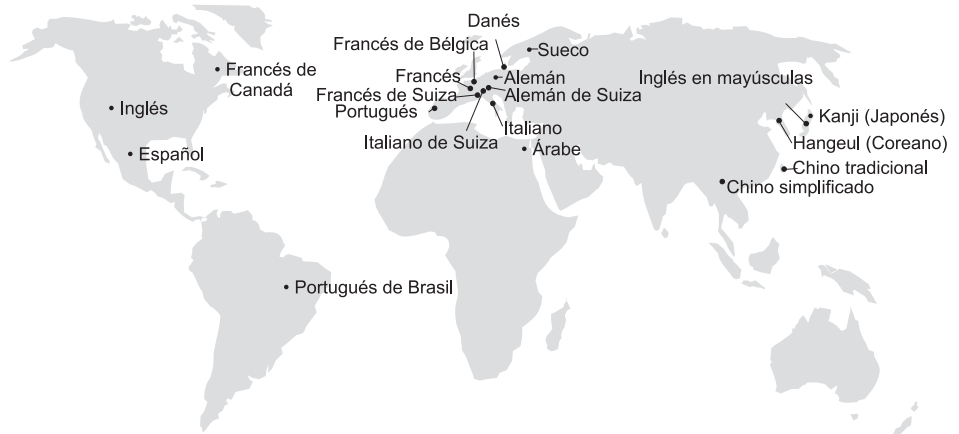 Danés
Francés de Bélgica
Sueco
Francés de
Canadá
Francés
Alemán
Inglés en mayúsculas
Francés de Suiza
Alemán de Suiza
Inglés
Portugués
Kanji (Japonés)
Italiano
Italiano de Suiza
Hangeul (Coreano)
Español
Árabe
Chino tradicional
Chino simplificado
Portugués de Brasil